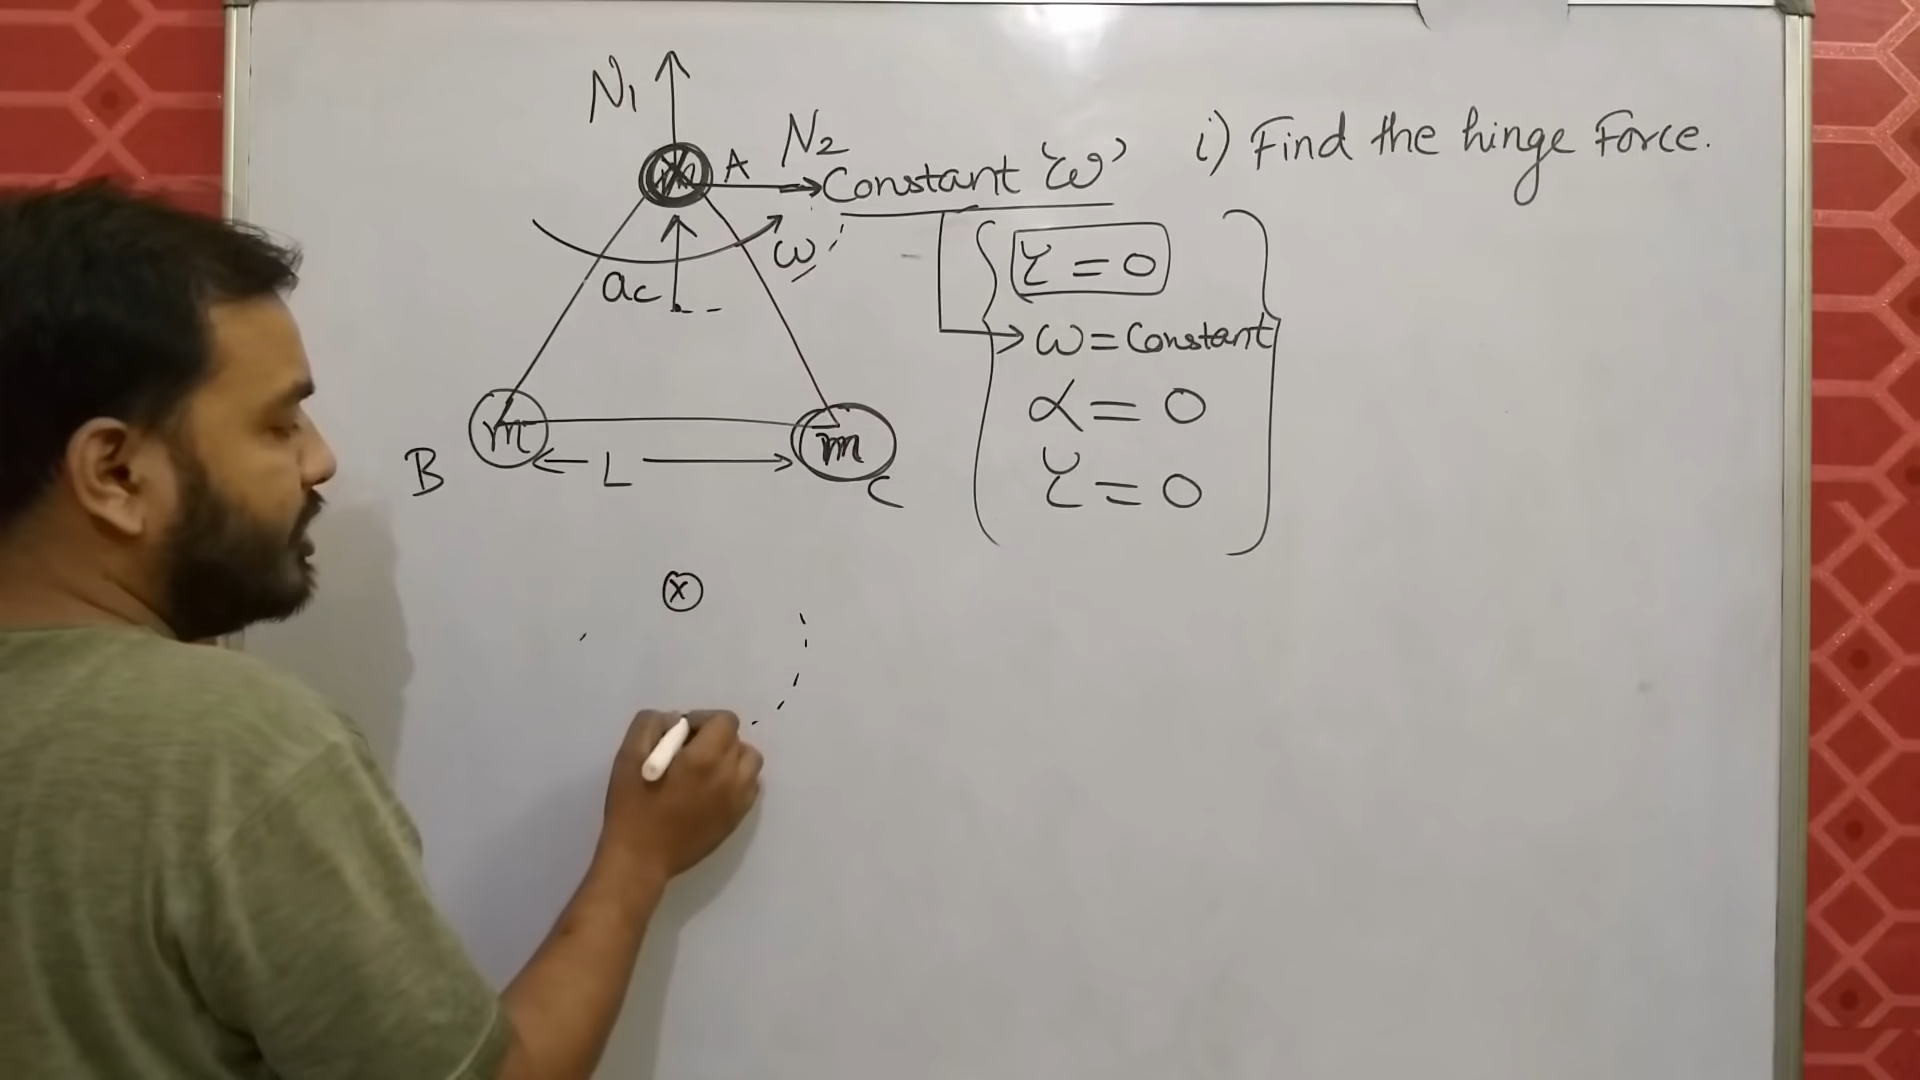 N1
A N2
Constant 'ω'
ω
ac
m m
B L C
i) Find the hinge Force.
τ = 0
ω = Constant
α = 0
τ = 0
x